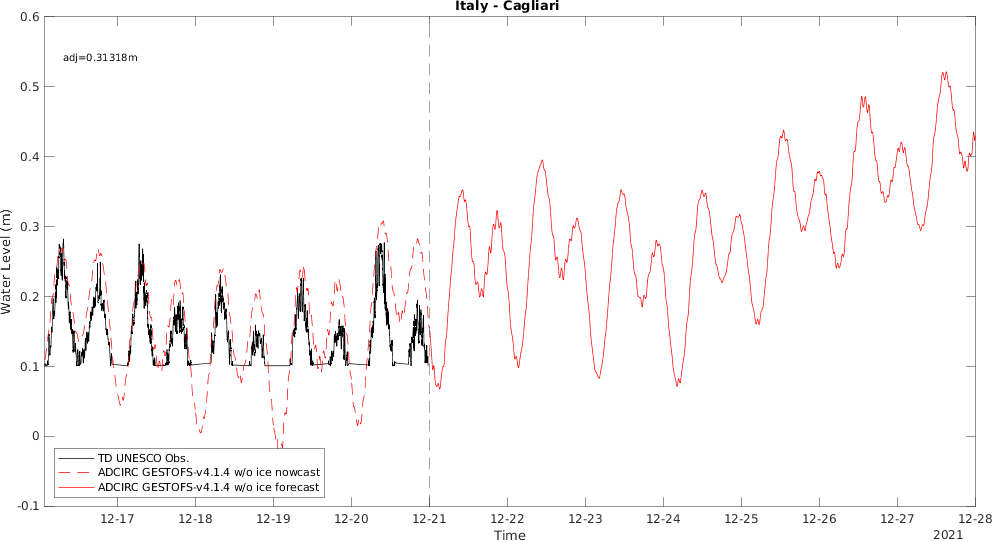 Italy - Cagliari
0.6
adj=0.31318m
0.5
0.4
0.3
0.2
0.1
0
-0.1
Water Level (m)
TD UNESCO Obs.
ADCIRC GESTOFS-v4.1.4 w/o ice nowcast
ADCIRC GESTOFS-v4.1.4 w/o ice forecast
12-17 12-18 12-19 12-20 12-21 12-22 12-23 12-24 12-25 12-26 12-27 12-28
Time
2021